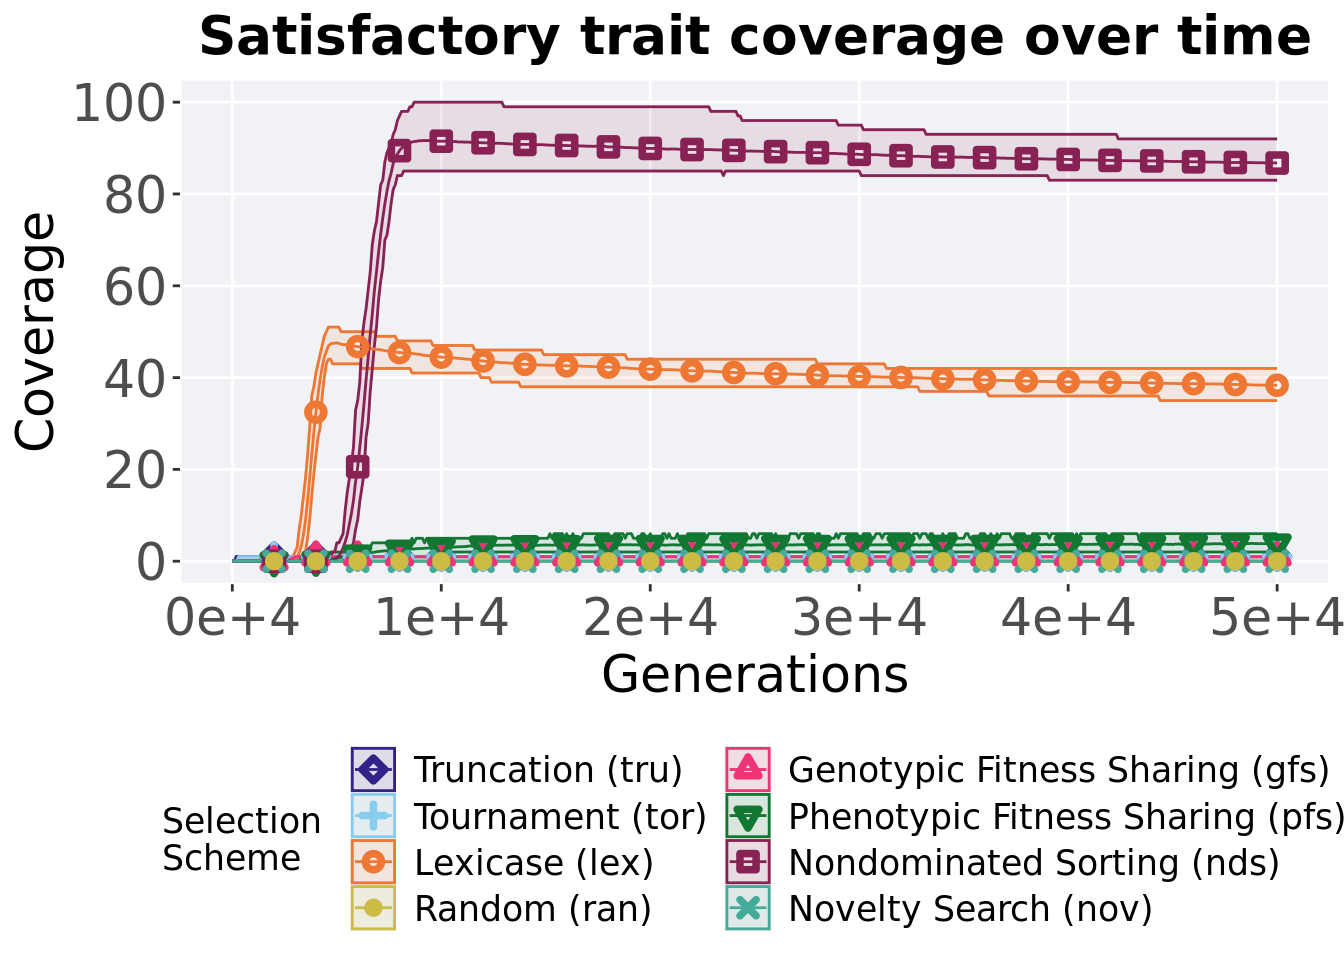 Satisfactory trait coverage over time
100
80
60
40
20
0
Coverage
0e+4 1e+4 2e+4 3e+4 4e+4 5e+4
Generations
Selection
Scheme
Truncation (tru)
Tournament (tor)
Lexicase (lex)
Random (ran)
Genotypic Fitness Sharing (gfs)
Phenotypic Fitness Sharing (pfs)
Nondominated Sorting (nds)
Novelty Search (nov)